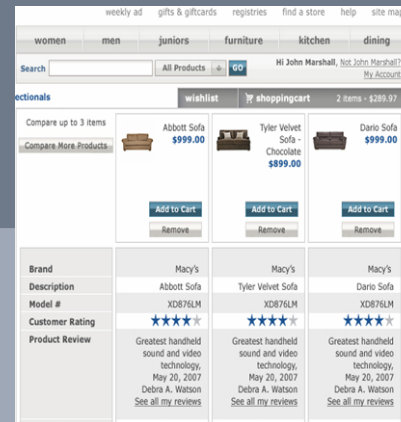 weekly ad gifts & giftcards registries find a store help site map
women men juniors furniture kitchen dining
Search All Products GO Hi John Marshall, Not John Marshall?
My Account
ectionals wishlist shoppingcart 2 items - $289.97
Compare up to 3 items
Compare More Products
Abbott Sofa
$999.00
Add to Cart
Remove
Tyler Velvet
Sofa -
Chocolate
$899.00
Add to Cart
Remove
Dario Sofa
$999.00
Add to Cart
Remove
Brand Macy's Macy's Macy's
Description Abbott Sofa Tyler Velvet Sofa Dario Sofa
Model # XD876LM XD876LM XD876LM
Customer Rating
Product Review
Greatest handheld
sound and video
technology,
May 20, 2007
Debra A. Watson
See all my reviews
Greatest handheld
sound and video
technology,
May 20, 2007
Debra A. Watson
See all my reviews
Greatest handheld
sound and video
technology,
May 20, 2007
Debra A. Watson
See all my reviews